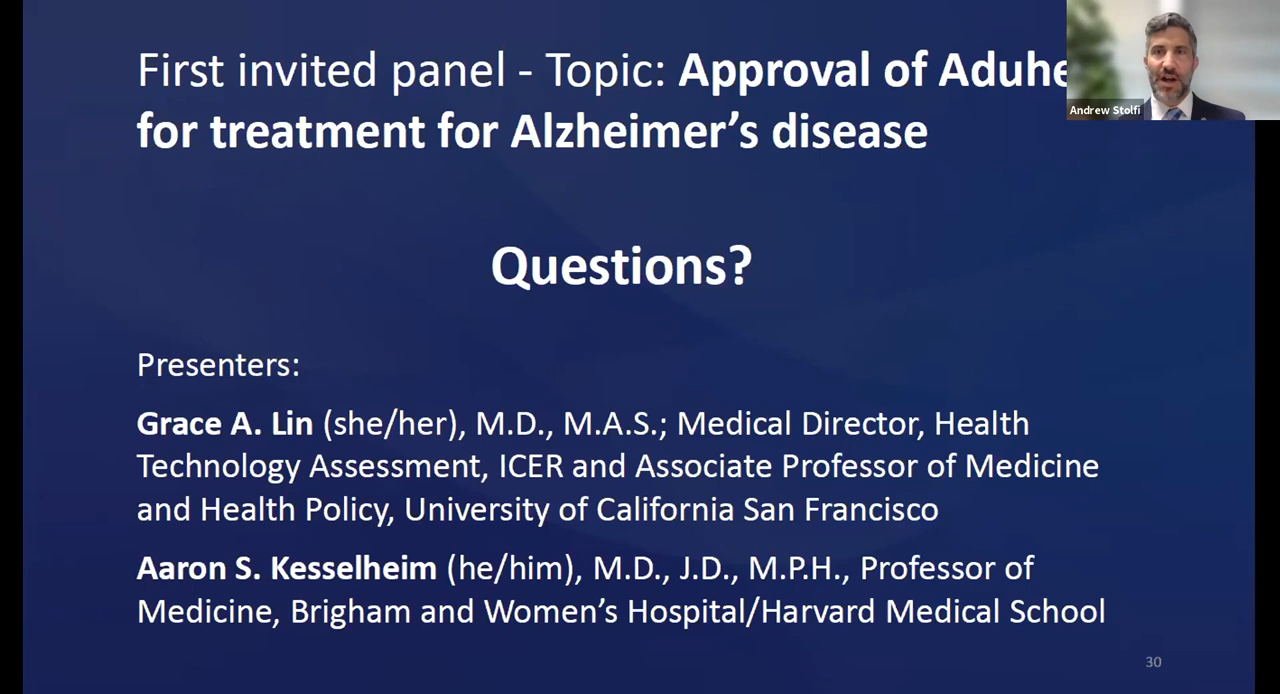 First invited panel - Topic: Approval of Aduhe
for treatment for Alzheimer's disease
Andrew Stolfi
Questions?
Presenters:
Grace A. Lin (she/her), M.D., M.A.S.; Medical Director, Health
Technology Assessment, ICER and Associate Professor of Medicine
and Health Policy, University of California San Francisco
Aaron S. Kesselheim (he/him), M.D., J.D., M.P.H., Professor of
Medicine, Brigham and Women's Hospital/Harvard Medical School
30